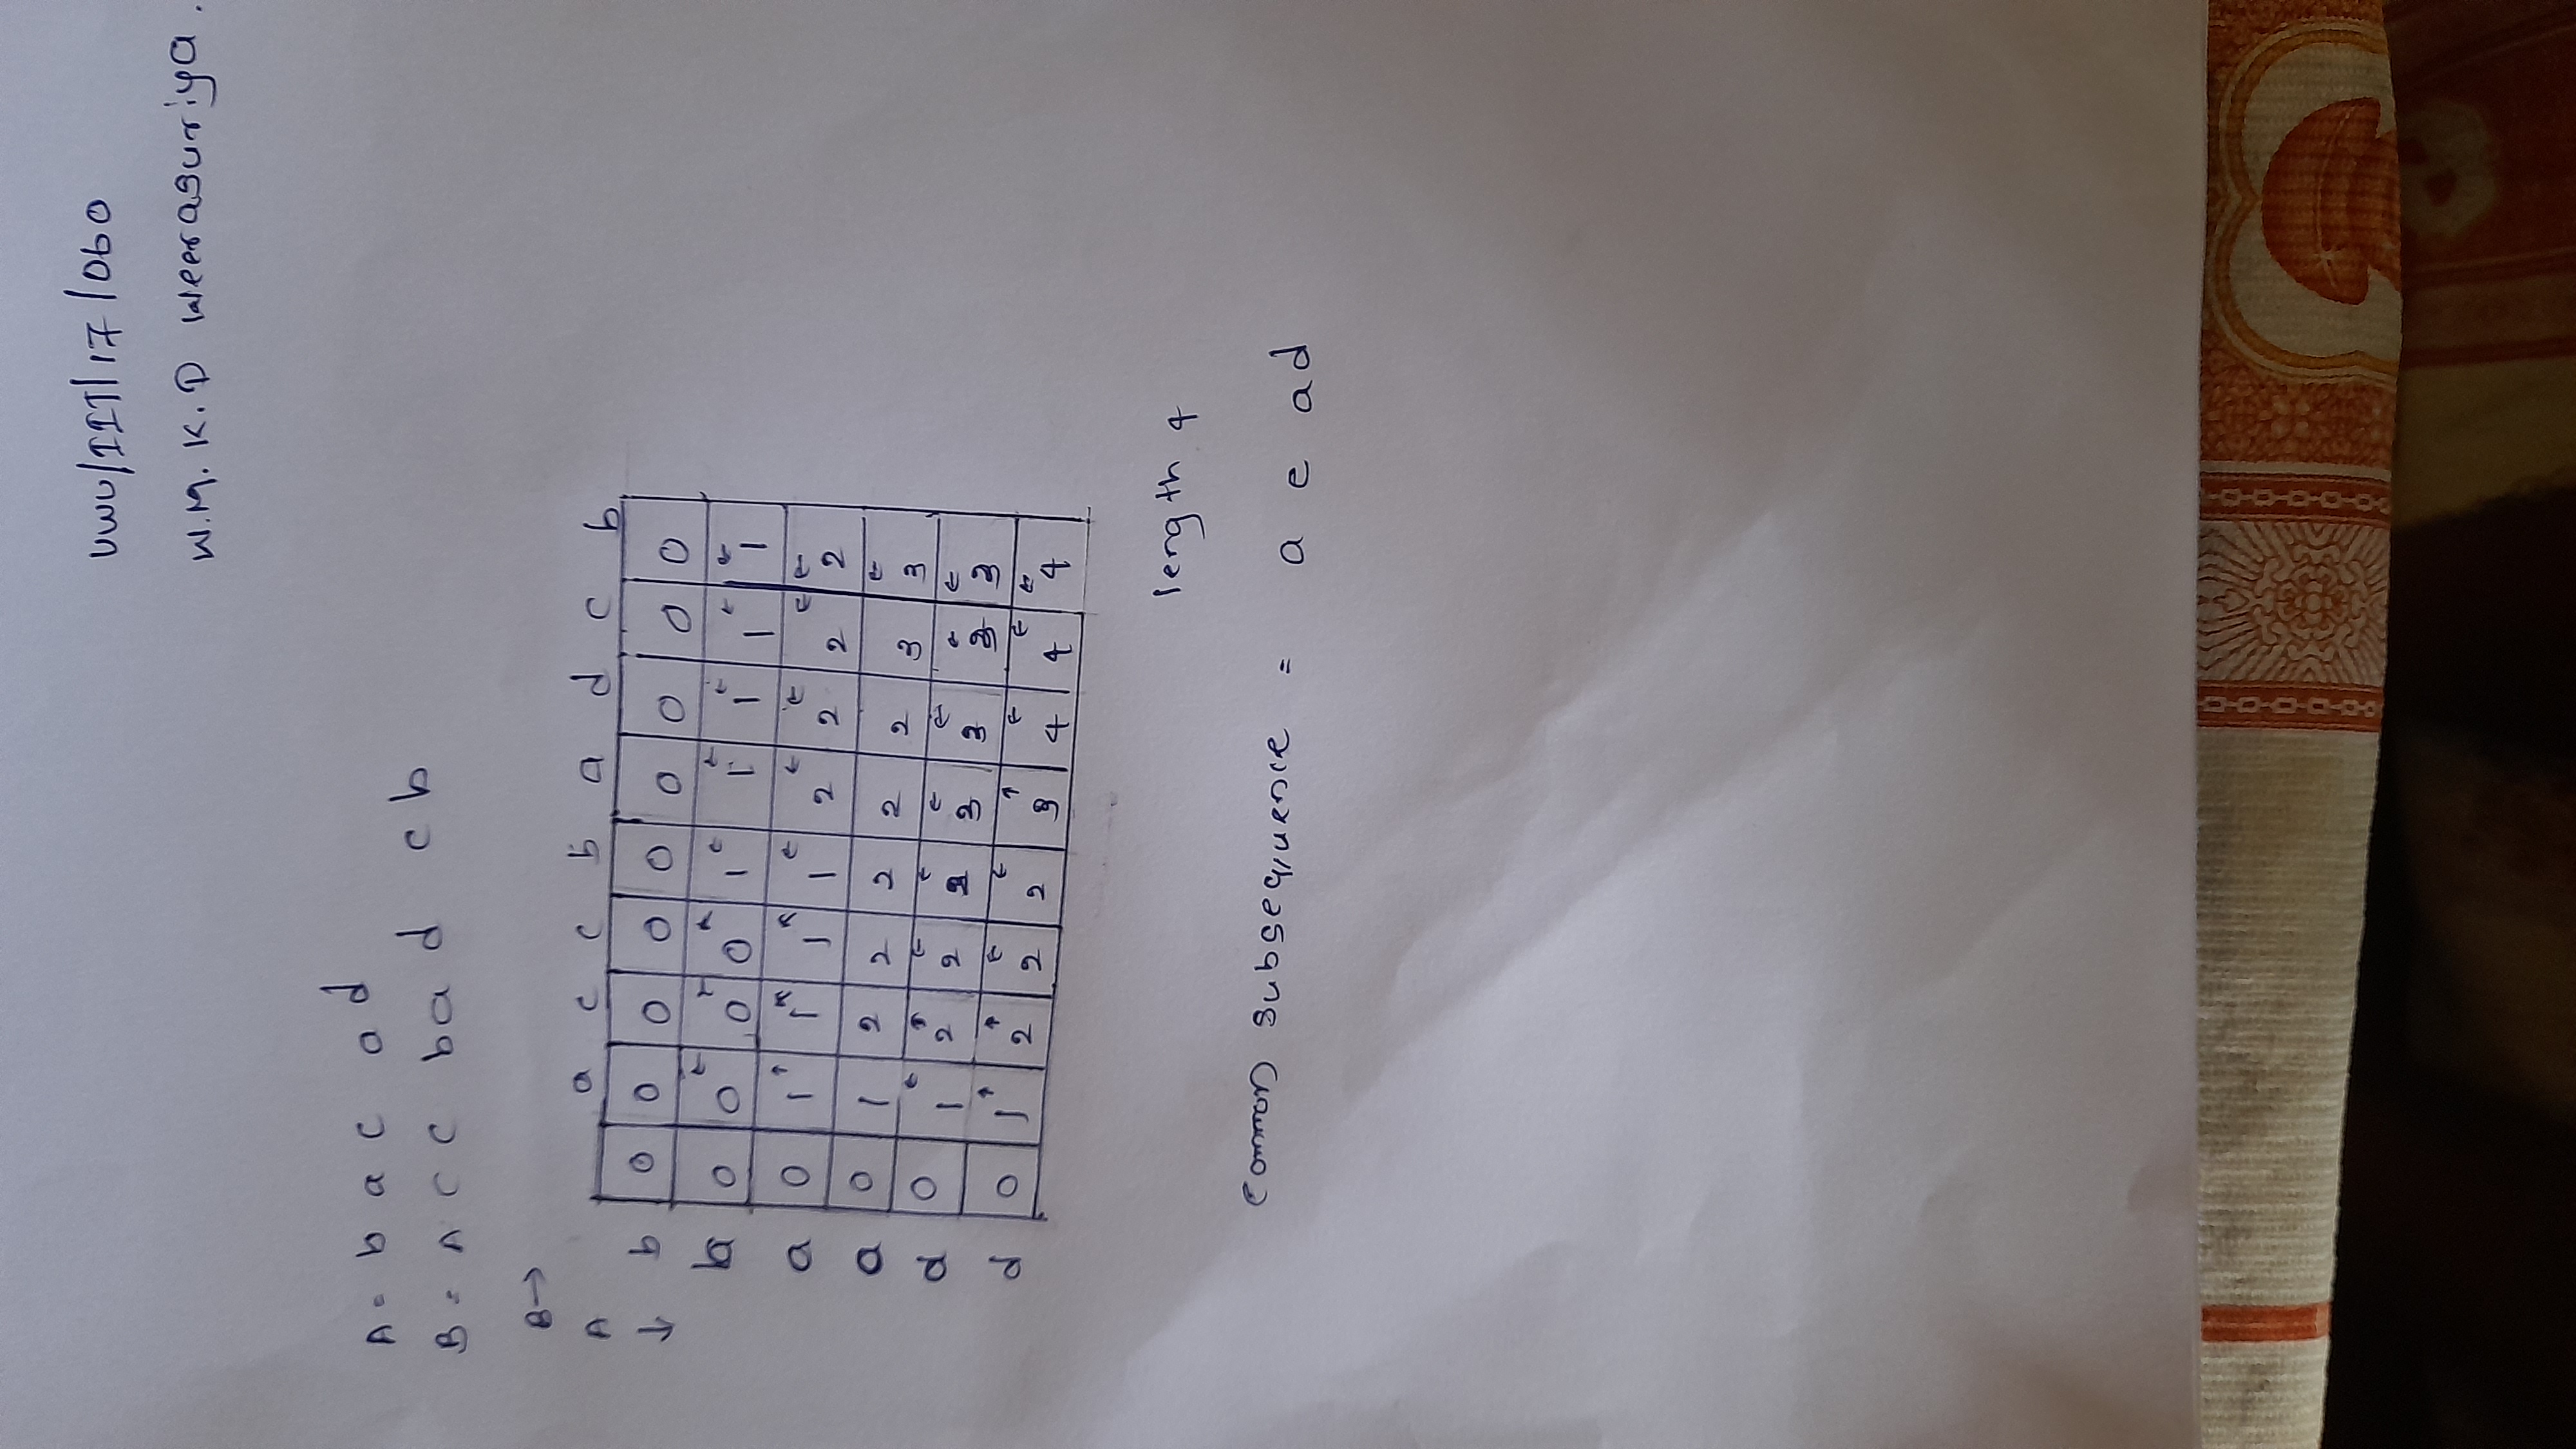 UWU/IIT/17/060
W.M.K.D Weerasuriya.
A = b a c a d
B = A c c b a d c b
B →
A
↓
a c c b a d c b
b 0 0 0 0 0 0 0 0 0
b 0 0 ← 0 ↖ 0 ↖ 1 ← 1 ← 1 ← 1 ← 1 ←
a 0 1 ↑ 1 ↖ 1 ↖ 1 ← 2 ← 2 ← 2 ← 2 ←
a 0 1 2 2 2 2 2 3 3 ←
d 0 1 ← 2 ↑ 2 ← 2 ← 3 ← 3 ← 3 ← 3 ←
d 0 1 ↑ 2 ↑ 2 ← 2 ← 3 ↑ 4 ← 4 ← 4 ←
length 4
common subsequence = a c ad